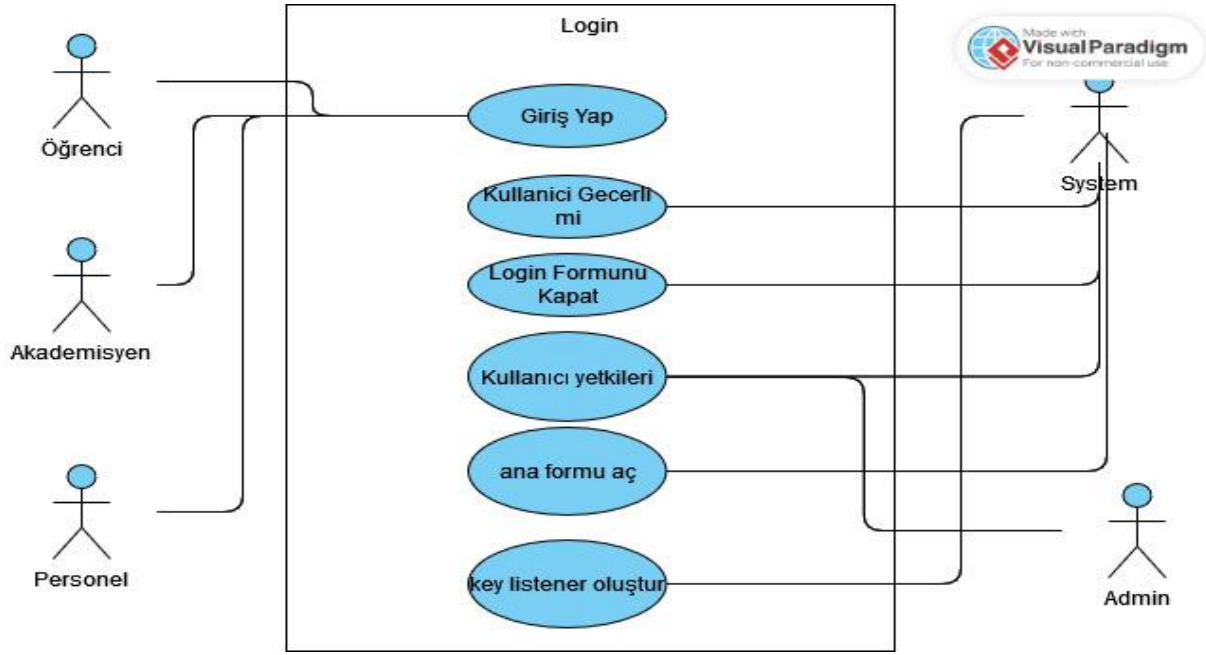 Login
Made with
Visual Paradigm
For non-commercial use
Öğrenci
Giriş Yap
System
Kullanici Gecerli
mi
Login Formunu
Kapat
Akademisyen
Kullanıcı yetkileri
ana formu aç
Personel
key listener oluştur
Admin